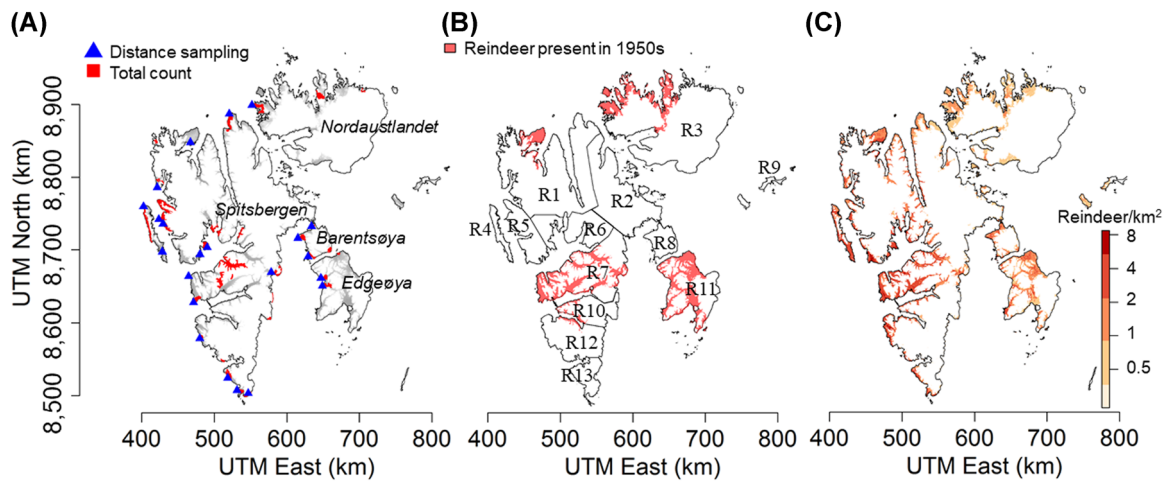 (A)
Distance sampling
Total count
8,900
8,800
8,700
8,600
8,500
UTM North (km)
Nordaustlandet
Spitsbergen
Barentsøya
Edgeøya
400 500 600 700 800
UTM East (km)
(B)
Reindeer present in 1950s
R3
R9
R1
R2
R4
R5
R6
R8
R7
R11
R10
R12
R13
400 500 600 700 800
UTM East (km)
(C)
Reindeer/km²
8
4
2
1
0.5
400 500 600 700 800
UTM East (km)